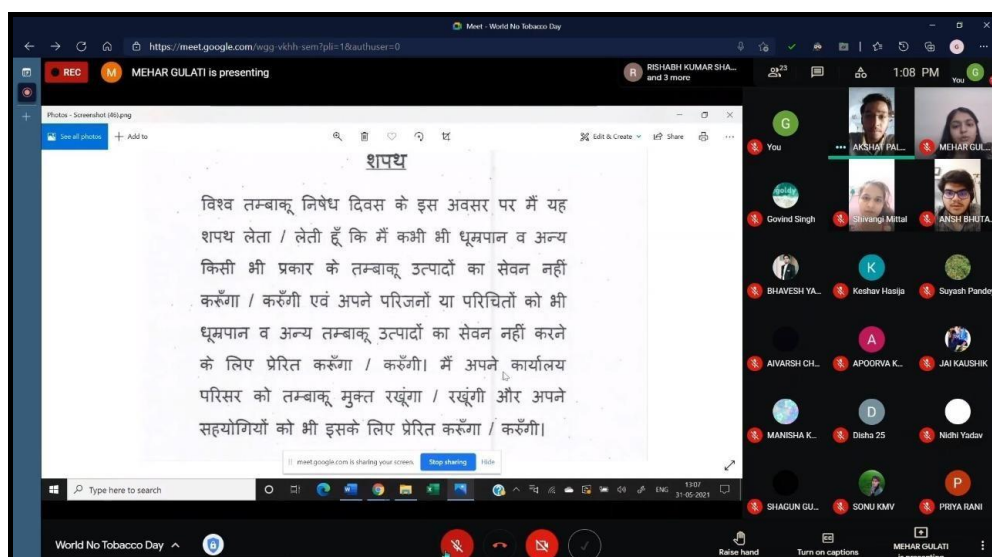 Meet - World No Tobacco Day
https://meet.google.com/wgg-vkhh-sem?pli=1&authuser=0
REC M MEHAR GULATI is presenting
R RISHABH KUMAR SHA...
and 3 more
23
1:08 PM
You G
Photos - Screenshot (46).png
See all photos + Add to
Edit & Create Share
शपथ
विश्व तम्बाकू निषेध दिवस के इस अवसर पर मैं यह
शपथ लेता / लेती हूँ कि मैं कभी भी धूम्रपान व अन्य
किसी भी प्रकार के तम्बाकू उत्पादों का सेवन नहीं
करूँगा / करुँगी एवं अपने परिजनों या परिचितों को भी
धूम्रपान व अन्य तम्बाकू उत्पादों का सेवन नहीं करने
के लिए प्रेरित करूँगा / करुँगी। मैं अपने कार्यालय
परिसर को तम्बाकू मुक्त रखूंगा / रखूंगी और अपने
सहयोगियों को भी इसके लिए प्रेरित करूँगा / करुँगी।
meet.google.com is sharing your screen. Stop sharing Hide
Type here to search
ENG 13:07
31-05-2021
G
You
AKSHAT PAL...
MEHAR GUL...
goldy
Govind Singh
Shivangi Mittal
ANSH BHUTA...
BHAVESH YA...
K
Keshav Hasija
Suyash Pandey
AIVARSH CH...
A
APOORVA K...
JAI KAUSHIK
MANISHA K...
D
Disha 25
Nidhi Yadav
SHAGUN GU...
SONU KMV
P
PRIYA RANI
World No Tobacco Day
Raise hand
Turn on captions
MEHAR GULATI
is presenting